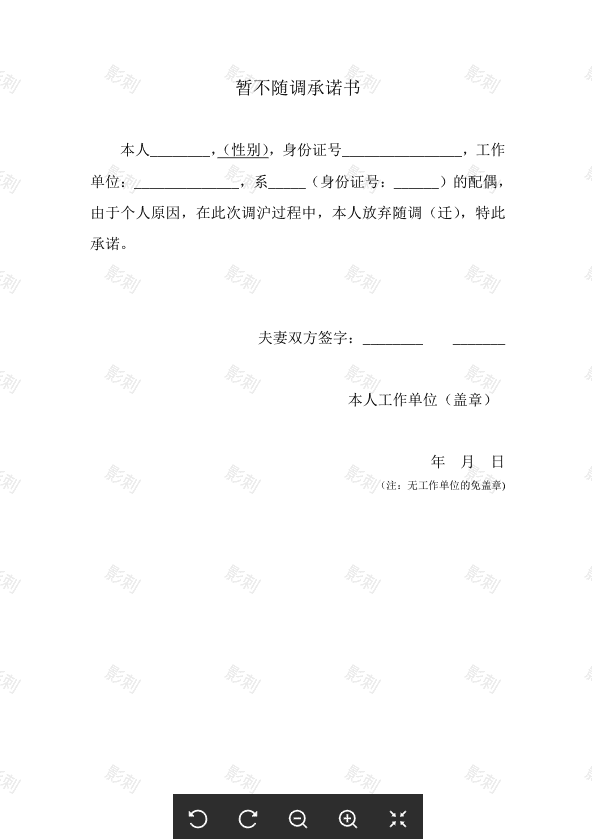 暂不随调承诺书
本人________，（性别），身份证号________________，工作
单位：______________，系_____（身份证号：______）的配偶，
由于个人原因，在此次调沪过程中，本人放弃随调（迁），特此
承诺。
夫妻双方签字：________ _______
本人工作单位（盖章）
年 月 日
（注：无工作单位的免盖章)